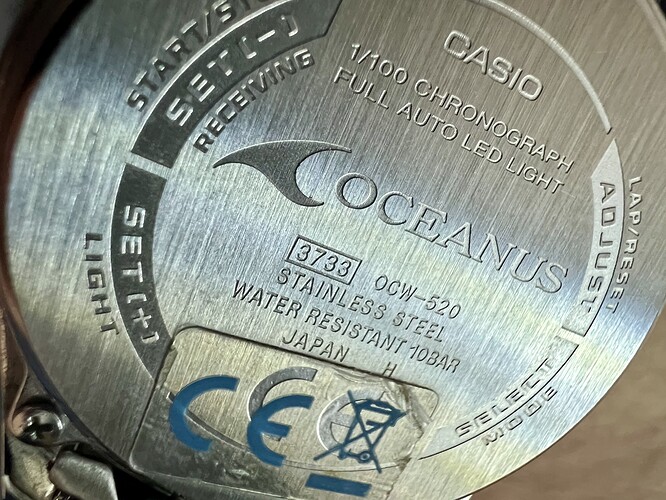 CASIO
1/100 CHRONOGRAPH
FULL AUTO LED LIGHT
OCEANUS
3733 OCW-520
STAINLESS STEEL
WATER RESISTANT 10BAR
JAPAN H
START/STO
SET[-]
RECEIVING
SET[+]
LIGHT
LAP/RESET
ADJUST
SELECT
MODE
CE